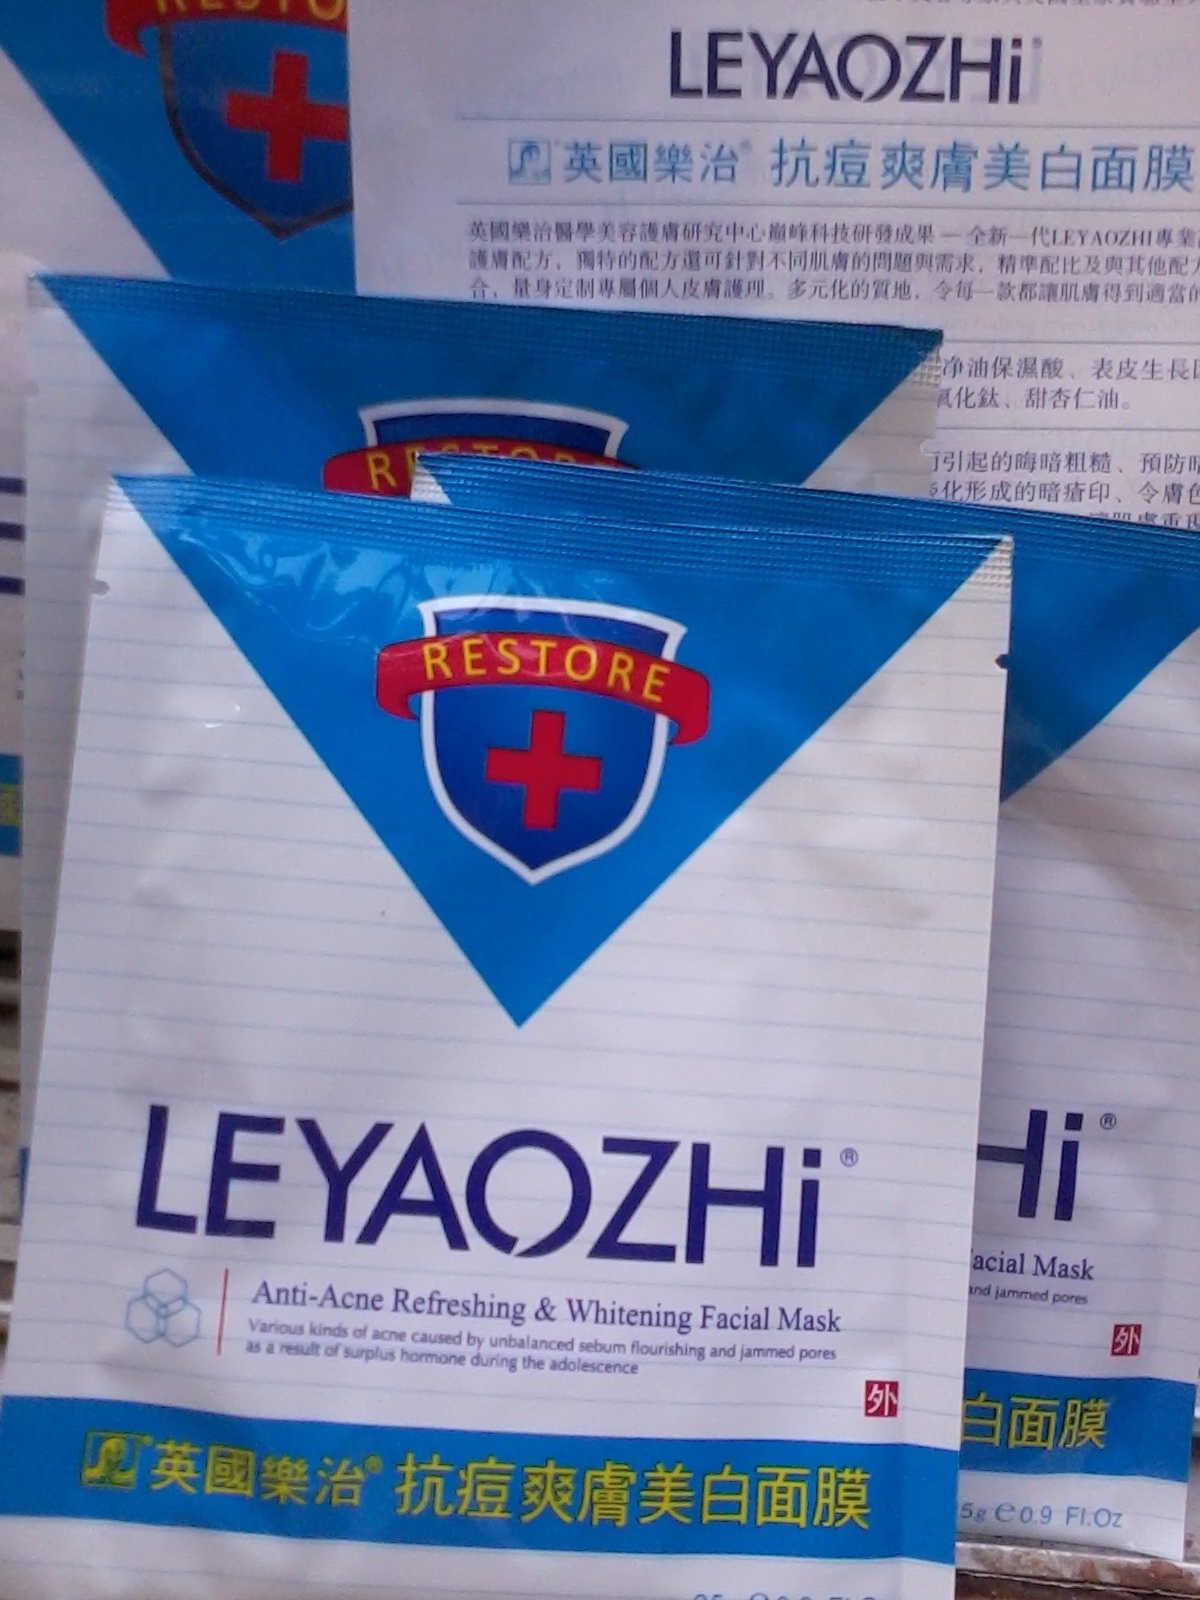 RESTO
LEYAOZHi
英國樂治® 抗痘爽膚美白面膜
英國樂治醫學美容護膚研究中心巔峰科技研發成果 — 全新一代LEYAOZHI專業
護膚配方，獨特的配方還可針對不同肌膚的問題與需求，精準配比及與其他配方
合，量身定制專屬個人皮膚護理。多元化的質地，令每一款都讓肌膚得到適當的
净油保濕酸、表皮生長
氧化鈦、甜杏仁油。
引起的晦暗粗糙、預防暗
化形成的暗瘡印、令膚色
RESTOR
RESTORE
LEYAOZHi®
Anti-Acne Refreshing & Whitening Facial Mask
Various kinds of acne caused by unbalanced sebum flourishing and jammed pores
as a result of surplus hormone during the adolescence
外
英國樂治® 抗痘爽膚美白面膜
Hi®
acial Mask
and jammed pores
外
白面膜
5g ℮0.9 Fl.Oz